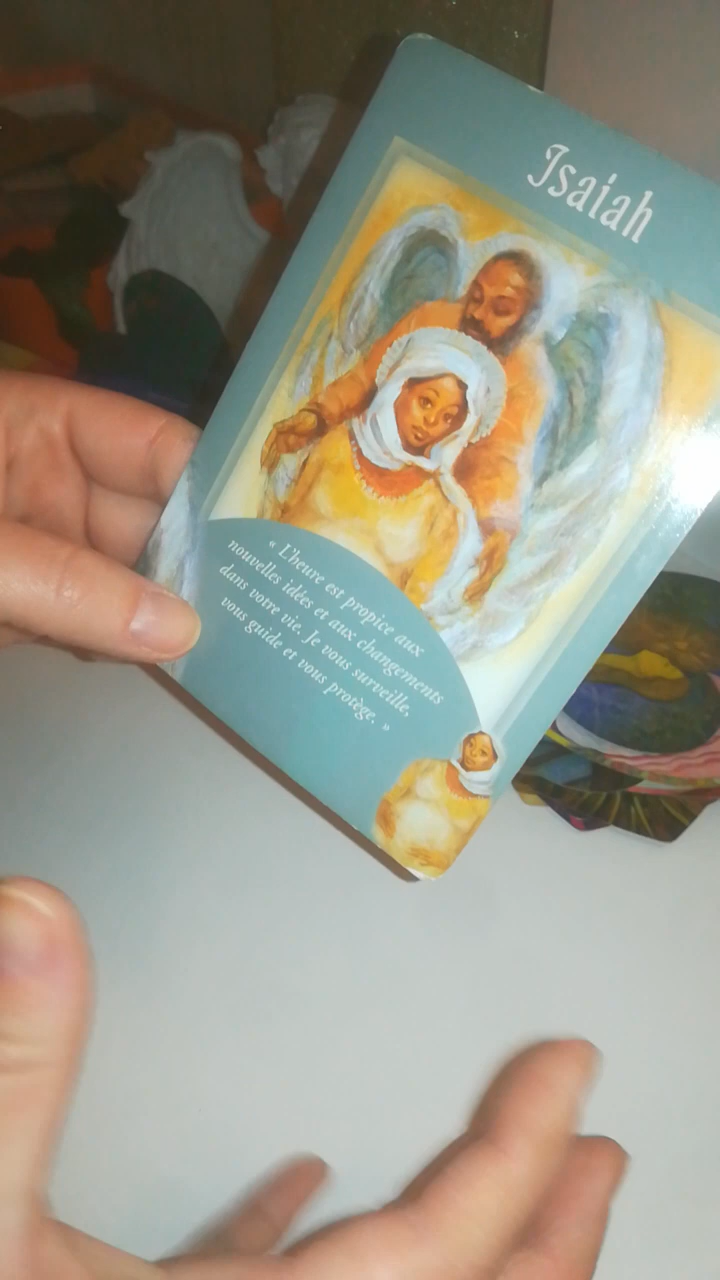 Isaiah
« L'heure est propice aux
nouvelles idées et aux changements
dans votre vie. Je vous surveille,
vous guide et vous protège. »